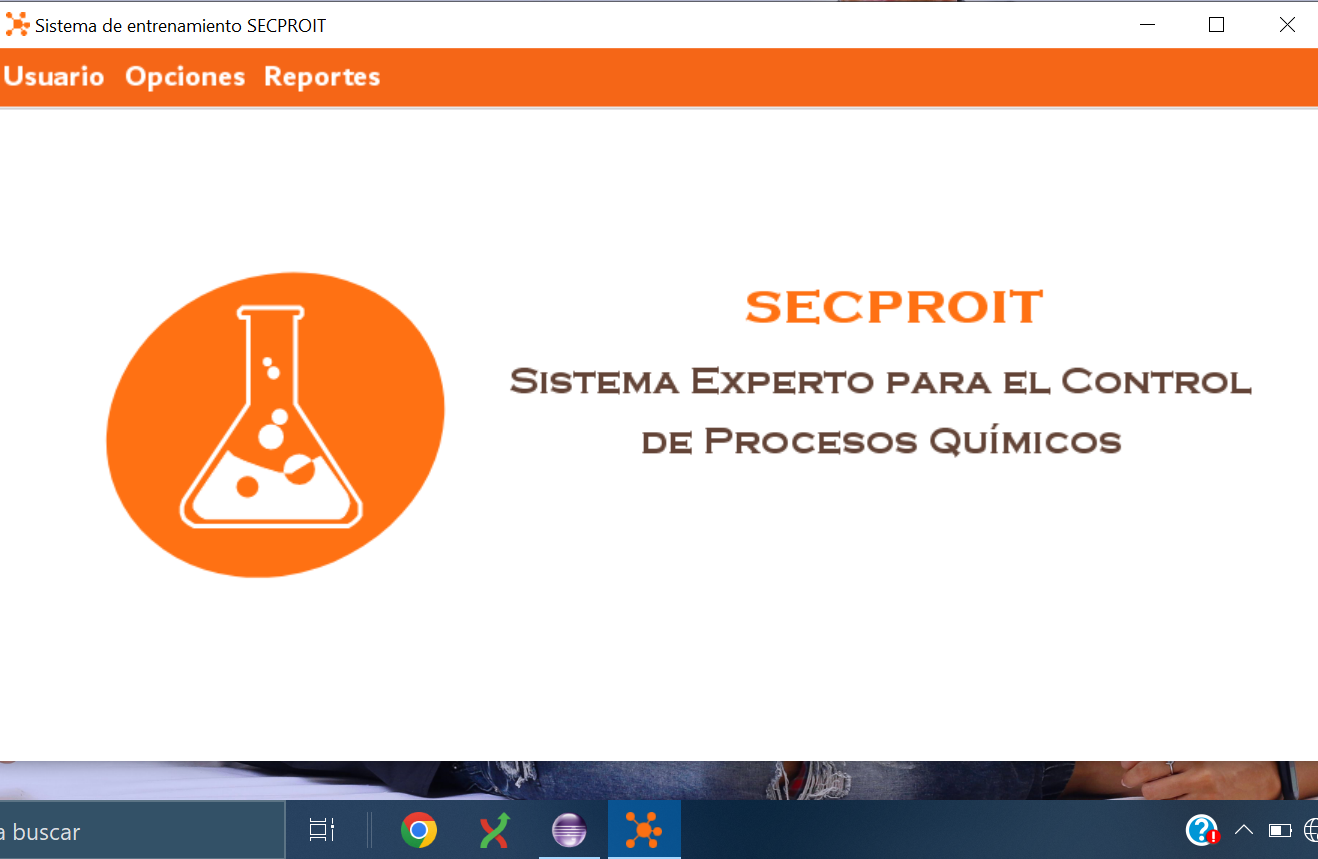 Sistema de entrenamiento SECPROIT
Usuario Opciones Reportes
SECPROIT
Sistema Experto para el Control
de Procesos Químicos
a buscar